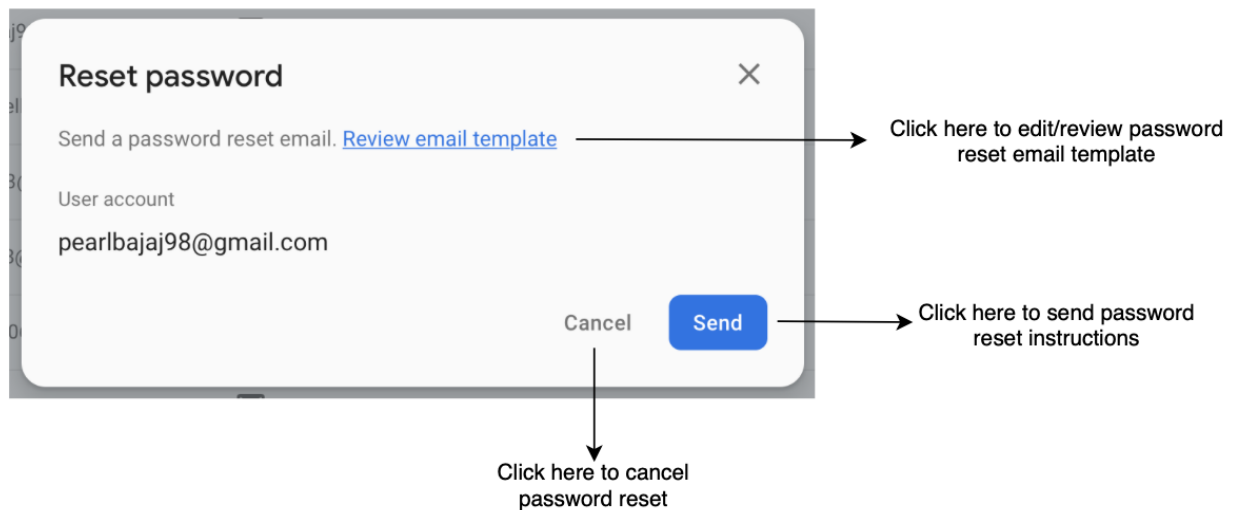 Reset password
Send a password reset email. Review email template
Click here to edit/review password
reset email template
User account
pearlbajaj98@gmail.com
Cancel
Send
Click here to send password
reset instructions
Click here to cancel
password reset